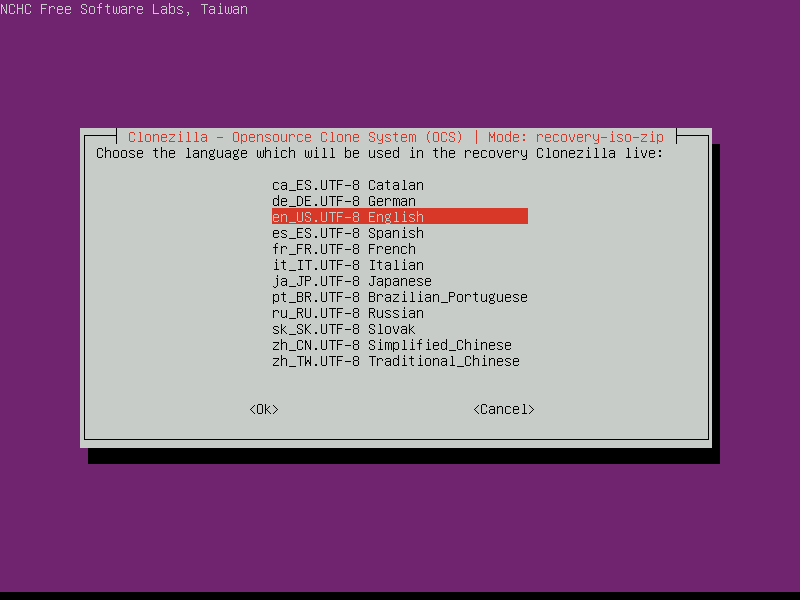 NCHC Free Software Labs, Taiwan
Clonezilla - Opensource Clone System (OCS) | Mode: recovery-iso-zip
Choose the language which will be used in the recovery Clonezilla live:
ca_ES.UTF-8 Catalan
de_DE.UTF-8 German
en_US.UTF-8 English
es_ES.UTF-8 Spanish
fr_FR.UTF-8 French
it_IT.UTF-8 Italian
ja_JP.UTF-8 Japanese
pt_BR.UTF-8 Brazilian_Portuguese
ru_RU.UTF-8 Russian
sk_SK.UTF-8 Slovak
zh_CN.UTF-8 Simplified_Chinese
zh_TW.UTF-8 Traditional_Chinese
<Ok> <Cancel>